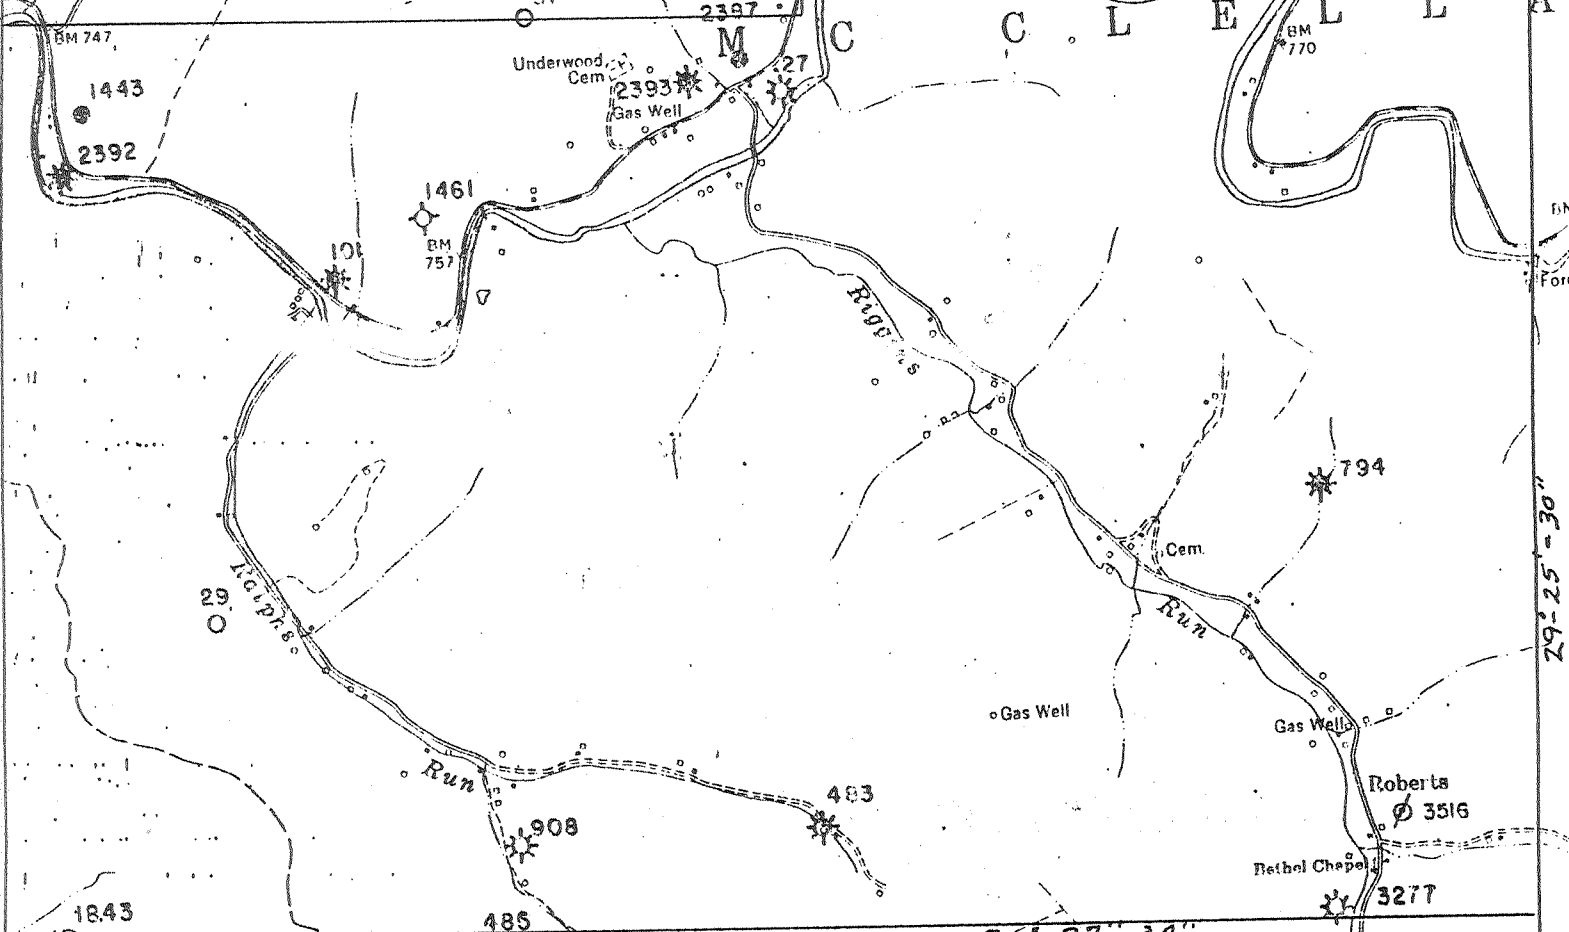 2397
M C C L E L L A
BM 747
BM
770
Underwood
Cem
27
2393
Gas Well
1443
2392
1461
BM
757
101
Riggins
794
29°-25'-30"
Cem.
Run
29
Ralphs
Gas Well
Gas Well
Run
483
Roberts
3516
908
Bethel Chapel
3277
1843
485